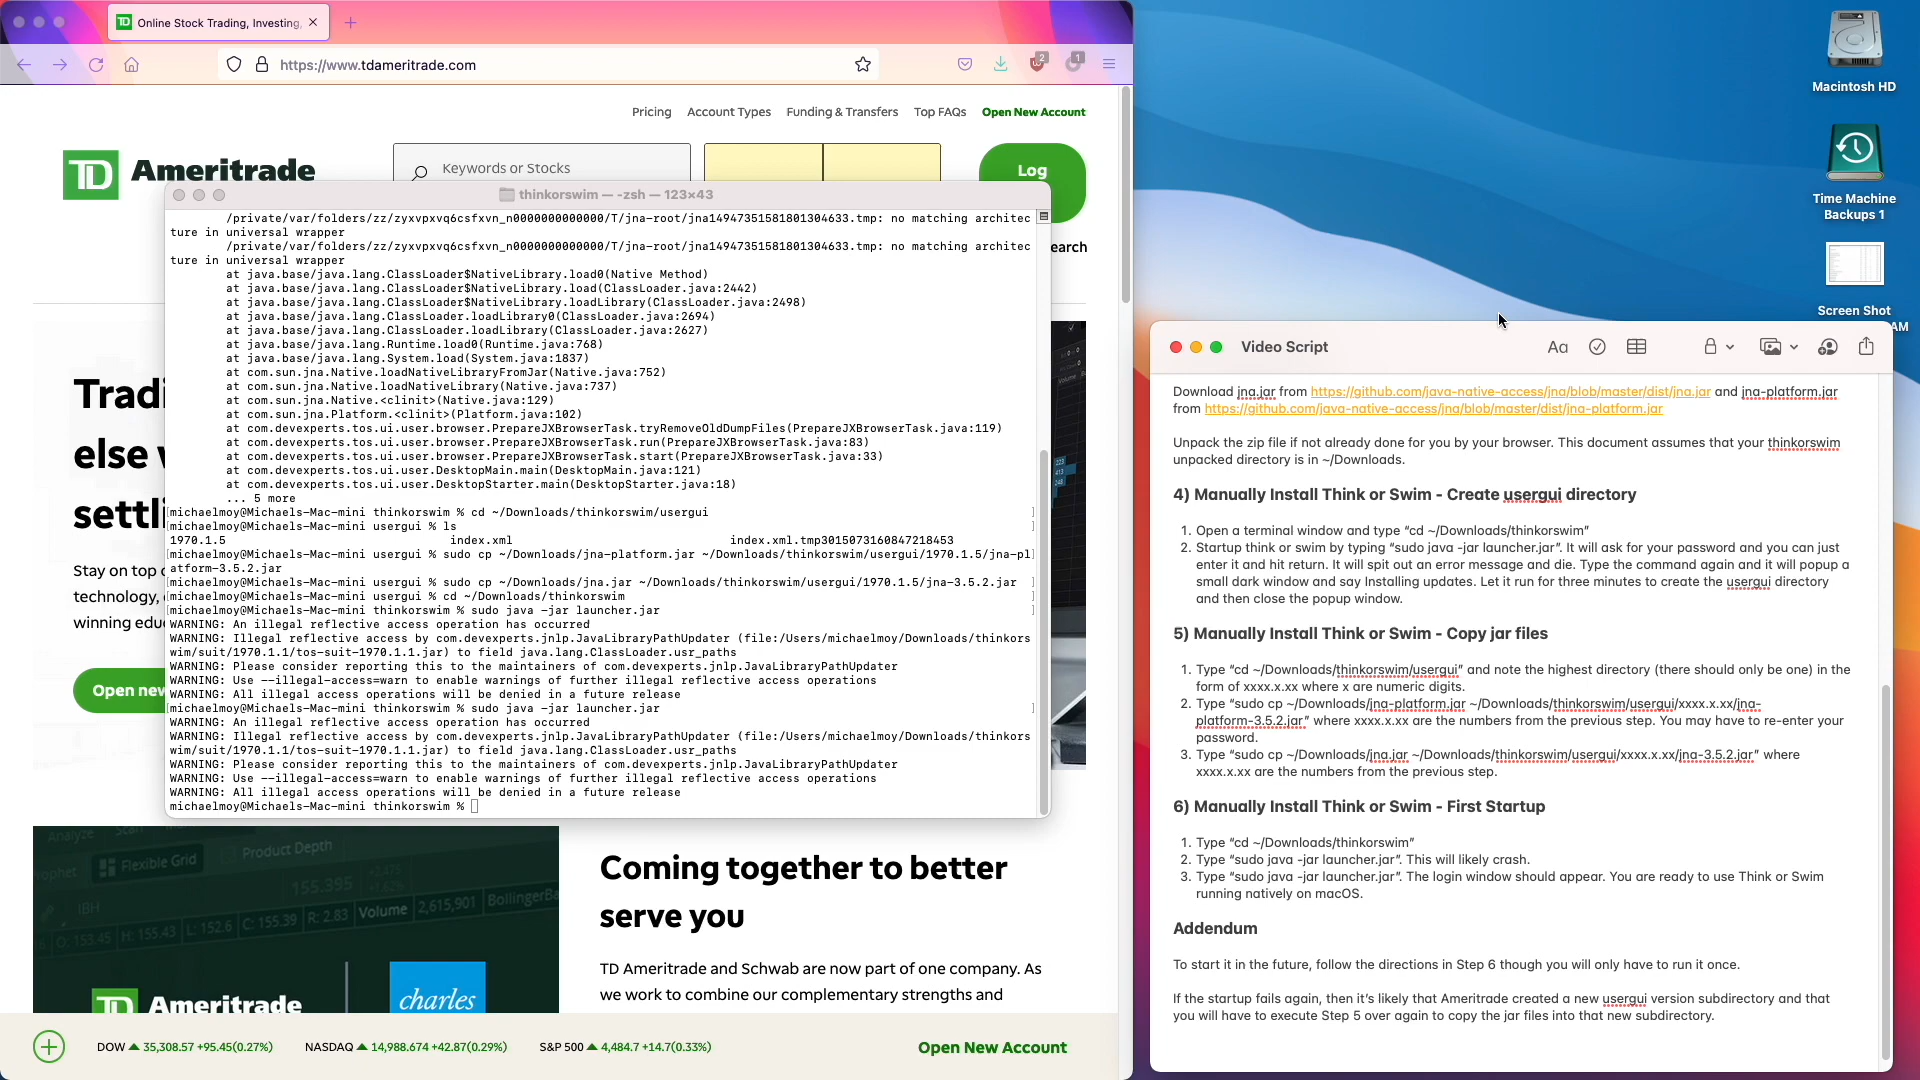 Online Stock Trading, Investing,
https://www.tdameritrade.com
2
1
Pricing Account Types Funding & Transfers Top FAQs Open New Account
TD Ameritrade
Keywords or Stocks
Log
earch
Tradi
else w
settli
Stay on top o
technology,
winning edu
Open new
thinkorswim — -zsh — 123×43
/private/var/folders/zz/zyxvpxvq6csfxvn_n0000000000000/T/jna-root/jna14947351581801304633.tmp: no matching architec
ture in universal wrapper
/private/var/folders/zz/zyxvpxvq6csfxvn_n0000000000000/T/jna-root/jna14947351581801304633.tmp: no matching architec
ture in universal wrapper
at java.base/java.lang.ClassLoader$NativeLibrary.load0(Native Method)
at java.base/java.lang.ClassLoader$NativeLibrary.load(ClassLoader.java:2442)
at java.base/java.lang.ClassLoader$NativeLibrary.loadLibrary(ClassLoader.java:2498)
at java.base/java.lang.ClassLoader.loadLibrary0(ClassLoader.java:2694)
at java.base/java.lang.ClassLoader.loadLibrary(ClassLoader.java:2627)
at java.base/java.lang.Runtime.load0(Runtime.java:768)
at java.base/java.lang.System.load(System.java:1837)
at com.sun.jna.Native.loadNativeLibraryFromJar(Native.java:752)
at com.sun.jna.Native.loadNativeLibrary(Native.java:737)
at com.sun.jna.Native.<clinit>(Native.java:129)
at com.sun.jna.Platform.<clinit>(Platform.java:102)
at com.devexperts.tos.ui.user.browser.PrepareJXBrowserTask.tryRemoveOldDumpFiles(PrepareJXBrowserTask.java:119)
at com.devexperts.tos.ui.user.browser.PrepareJXBrowserTask.run(PrepareJXBrowserTask.java:83)
at com.devexperts.tos.ui.user.browser.PrepareJXBrowserTask.start(PrepareJXBrowserTask.java:33)
at com.devexperts.tos.ui.user.DesktopMain.main(DesktopMain.java:121)
at com.devexperts.tos.ui.user.DesktopStarter.main(DesktopStarter.java:18)
... 5 more
[michaelmoy@Michaels-Mac-mini thinkorswim % cd ~/Downloads/thinkorswim/usergui ]
[michaelmoy@Michaels-Mac-mini usergui % ls ]
1970.1.5 index.xml index.xml.tmp3015073160847218453
[michaelmoy@Michaels-Mac-mini usergui % sudo cp ~/Downloads/jna-platform.jar ~/Downloads/thinkorswim/usergui/1970.1.5/jna-pl]
atform-3.5.2.jar
[michaelmoy@Michaels-Mac-mini usergui % sudo cp ~/Downloads/jna.jar ~/Downloads/thinkorswim/usergui/1970.1.5/jna-3.5.2.jar ]
[michaelmoy@Michaels-Mac-mini usergui % cd ~/Downloads/thinkorswim ]
[michaelmoy@Michaels-Mac-mini thinkorswim % sudo java -jar launcher.jar ]
WARNING: An illegal reflective access operation has occurred
WARNING: Illegal reflective access by com.devexperts.jnlp.JavaLibraryPathUpdater (file:/Users/michaelmoy/Downloads/thinkors
wim/suit/1970.1.1/tos-suit-1970.1.1.jar) to field java.lang.ClassLoader.usr_paths
WARNING: Please consider reporting this to the maintainers of com.devexperts.jnlp.JavaLibraryPathUpdater
WARNING: Use --illegal-access=warn to enable warnings of further illegal reflective access operations
WARNING: All illegal access operations will be denied in a future release
[michaelmoy@Michaels-Mac-mini thinkorswim % sudo java -jar launcher.jar ]
WARNING: An illegal reflective access operation has occurred
WARNING: Illegal reflective access by com.devexperts.jnlp.JavaLibraryPathUpdater (file:/Users/michaelmoy/Downloads/thinkors
wim/suit/1970.1.1/tos-suit-1970.1.1.jar) to field java.lang.ClassLoader.usr_paths
WARNING: Please consider reporting this to the maintainers of com.devexperts.jnlp.JavaLibraryPathUpdater
WARNING: Use --illegal-access=warn to enable warnings of further illegal reflective access operations
WARNING: All illegal access operations will be denied in a future release
michaelmoy@Michaels-Mac-mini thinkorswim %
Analyze Scan
Flexible Grid Product Depth
155.395
IBH
O: 153.45 H: 155.43 L: 152.6 C: 155.39 R: 2.83 Volume 2,615,901 BollingerBa
TD Ameritrade
charles
Coming together to better
serve you
TD Ameritrade and Schwab are now part of one company. As
we work to combine our complementary strengths and
DOW 35,308.57 +95.45(0.27%) NASDAQ 14,988.674 +42.87(0.29%) S&P 500 4,484.7 +14.7(0.33%)
Open New Account
Macintosh HD
Time Machine
Backups 1
Screen Shot
AM
Video Script
Aa
Download jna.jar from https://github.com/java-native-access/jna/blob/master/dist/jna.jar and jna-platform.jar
from https://github.com/java-native-access/jna/blob/master/dist/jna-platform.jar
Unpack the zip file if not already done for you by your browser. This document assumes that your thinkorswim
unpacked directory is in ~/Downloads.
4) Manually Install Think or Swim - Create usergui directory
1. Open a terminal window and type “cd ~/Downloads/thinkorswim”
2. Startup think or swim by typing “sudo java -jar launcher.jar”. It will ask for your password and you can just
enter it and hit return. It will spit out an error message and die. Type the command again and it will popup a
small dark window and say Installing updates. Let it run for three minutes to create the usergui directory
and then close the popup window.
5) Manually Install Think or Swim - Copy jar files
1. Type “cd ~/Downloads/thinkorswim/usergui” and note the highest directory (there should only be one) in the
form of xxxx.x.xx where x are numeric digits.
2. Type “sudo cp ~/Downloads/jna-platform.jar ~/Downloads/thinkorswim/usergui/xxxx.x.xx/jna-
platform-3.5.2.jar” where xxxx.x.xx are the numbers from the previous step. You may have to re-enter your
password.
3. Type “sudo cp ~/Downloads/jna.jar ~/Downloads/thinkorswim/usergui/xxxx.x.xx/jna-3.5.2.jar” where
xxxx.x.xx are the numbers from the previous step.
6) Manually Install Think or Swim - First Startup
1. Type “cd ~/Downloads/thinkorswim”
2. Type “sudo java -jar launcher.jar”. This will likely crash.
3. Type “sudo java -jar launcher.jar”. The login window should appear. You are ready to use Think or Swim
running natively on macOS.
Addendum
To start it in the future, follow the directions in Step 6 though you will only have to run it once.
If the startup fails again, then it’s likely that Ameritrade created a new usergui version subdirectory and that
you will have to execute Step 5 over again to copy the jar files into that new subdirectory.